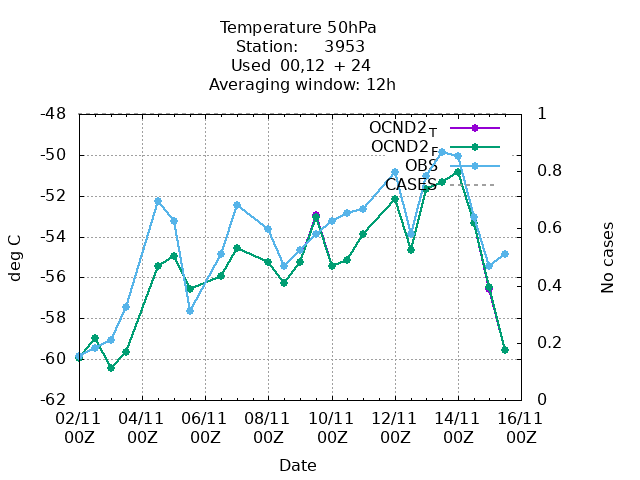 Temperature 50hPa
Station: 3953
Used 00,12 + 24
Averaging window: 12h
-48
-50
-52
-54
-56
-58
-60
-62
deg C
OCND2T
OCND2F
OBS
CASES
1
0.8
0.6
0.4
0.2
0
No cases
02/11 04/11 06/11 08/11 10/11 12/11 14/11 16/11
00Z 00Z 00Z 00Z 00Z 00Z 00Z 00Z
Date